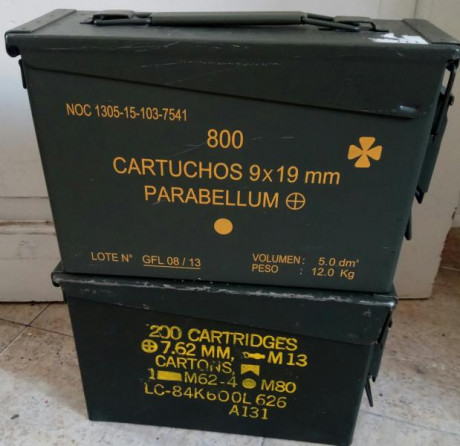 NOC 1305-15-103-7541
800
CARTUCHOS 9x19 mm
PARABELLUM
LOTE N° GFL 08 / 13
VOLUMEN : 5.0 dm³
PESO : 12.0 Kg
200 CARTRIDGES
7.62 MM, M13
CARTONS,
1 M62-4 M80
LC-84K600L626
A131